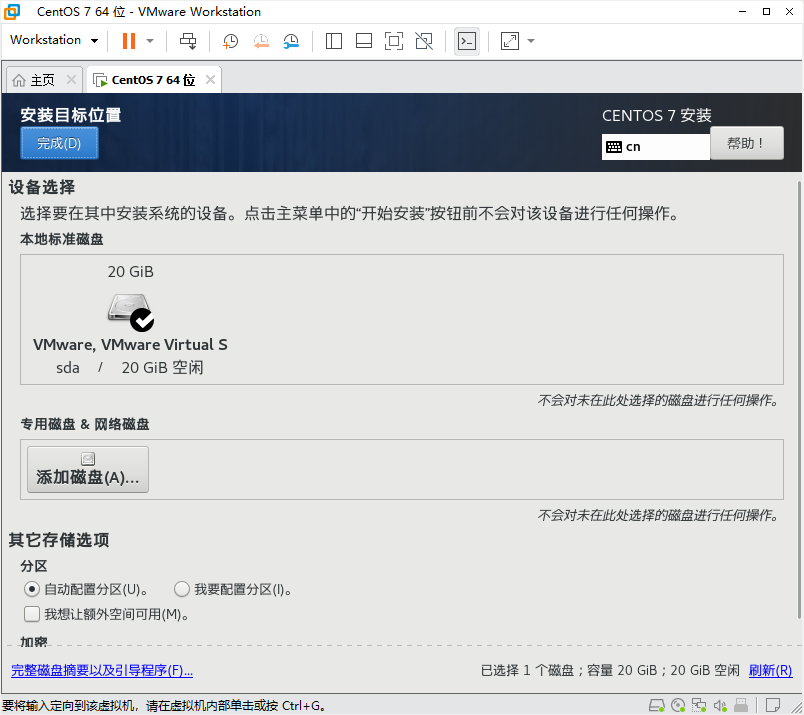 CentOS 7 64 位 - VMware Workstation
Workstation
主页
CentOS 7 64 位
安装目标位置
CENTOS 7 安装
完成(D)
cn
帮助！
设备选择
选择要在其中安装系统的设备。点击主菜单中的“开始安装”按钮前不会对该设备进行任何操作。
本地标准磁盘
20 GiB
VMware, VMware Virtual S
sda / 20 GiB 空闲
不会对未在此处选择的磁盘进行任何操作。
专用磁盘 & 网络磁盘
添加磁盘(A)...
不会对未在此处选择的磁盘进行任何操作。
其它存储选项
分区
自动配置分区(U)。 我要配置分区(I)。
我想让额外空间可用(M)。
加密
完整磁盘摘要以及引导程序(F)... 已选择 1 个磁盘；容量 20 GiB；20 GiB 空闲 刷新(R)
要将输入定向到该虚拟机，请在虚拟机内部单击或按 Ctrl+G。